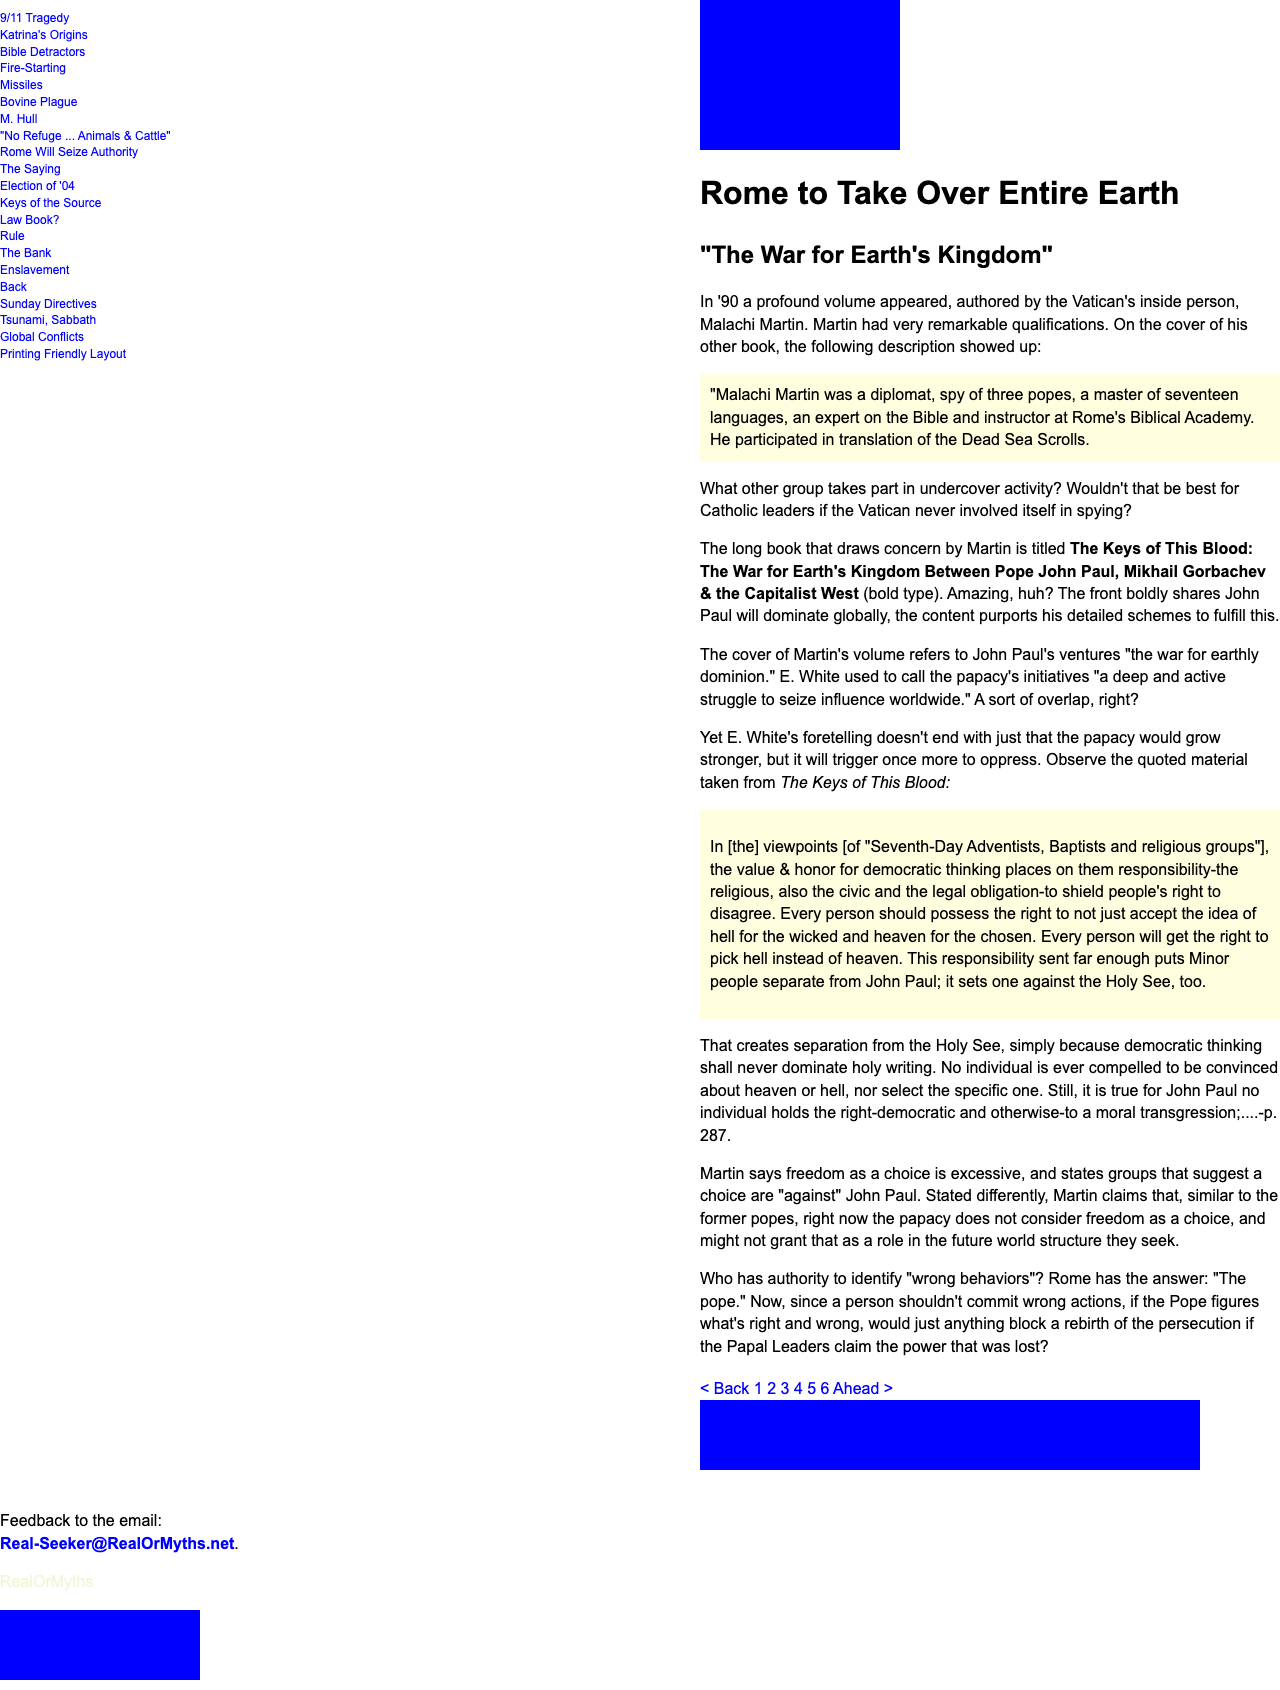 9/11 Tragedy
Katrina's Origins
Bible Detractors
Fire-Starting
Missiles
Bovine Plague
M. Hull
"No Refuge ... Animals & Cattle"
Rome Will Seize Authority
The Saying
Election of '04
Keys of the Source
Law Book?
Rule
The Bank
Enslavement
Back
Sunday Directives
Tsunami, Sabbath
Global Conflicts
Printing Friendly Layout
Rome to Take Over Entire Earth
"The War for Earth's Kingdom"
In '90 a profound volume appeared, authored by the Vatican's inside person,
Malachi Martin. Martin had very remarkable qualifications. On the cover of his
other book, the following description showed up:
"Malachi Martin was a diplomat, spy of three popes, a master of seventeen
languages, an expert on the Bible and instructor at Rome's Biblical Academy.
He participated in translation of the Dead Sea Scrolls.
What other group takes part in undercover activity? Wouldn't that be best for
Catholic leaders if the Vatican never involved itself in spying?
The long book that draws concern by Martin is titled The Keys of This Blood:
The War for Earth's Kingdom Between Pope John Paul, Mikhail Gorbachev
& the Capitalist West (bold type). Amazing, huh? The front boldly shares John
Paul will dominate globally, the content purports his detailed schemes to fulfill this.
The cover of Martin's volume refers to John Paul's ventures "the war for earthly
dominion." E. White used to call the papacy's initiatives "a deep and active
struggle to seize influence worldwide." A sort of overlap, right?
Yet E. White's foretelling doesn't end with just that the papacy would grow
stronger, but it will trigger once more to oppress. Observe the quoted material
taken from The Keys of This Blood:
In [the] viewpoints [of "Seventh-Day Adventists, Baptists and religious groups"],
the value & honor for democratic thinking places on them responsibility-the
religious, also the civic and the legal obligation-to shield people's right to
disagree. Every person should possess the right to not just accept the idea of
hell for the wicked and heaven for the chosen. Every person will get the right to
pick hell instead of heaven. This responsibility sent far enough puts Minor
people separate from John Paul; it sets one against the Holy See, too.
That creates separation from the Holy See, simply because democratic thinking
shall never dominate holy writing. No individual is ever compelled to be convinced
about heaven or hell, nor select the specific one. Still, it is true for John Paul no
individual holds the right-democratic and otherwise-to a moral transgression;....-p.
287.
Martin says freedom as a choice is excessive, and states groups that suggest a
choice are "against" John Paul. Stated differently, Martin claims that, similar to the
former popes, right now the papacy does not consider freedom as a choice, and
might not grant that as a role in the future world structure they seek.
Who has authority to identify "wrong behaviors"? Rome has the answer: "The
pope." Now, since a person shouldn't commit wrong actions, if the Pope figures
what's right and wrong, would just anything block a rebirth of the persecution if
the Papal Leaders claim the power that was lost?
< Back 1 2 3 4 5 6 Ahead >
Feedback to the email:
Real-Seeker@RealOrMyths.net.
RealOrMyths